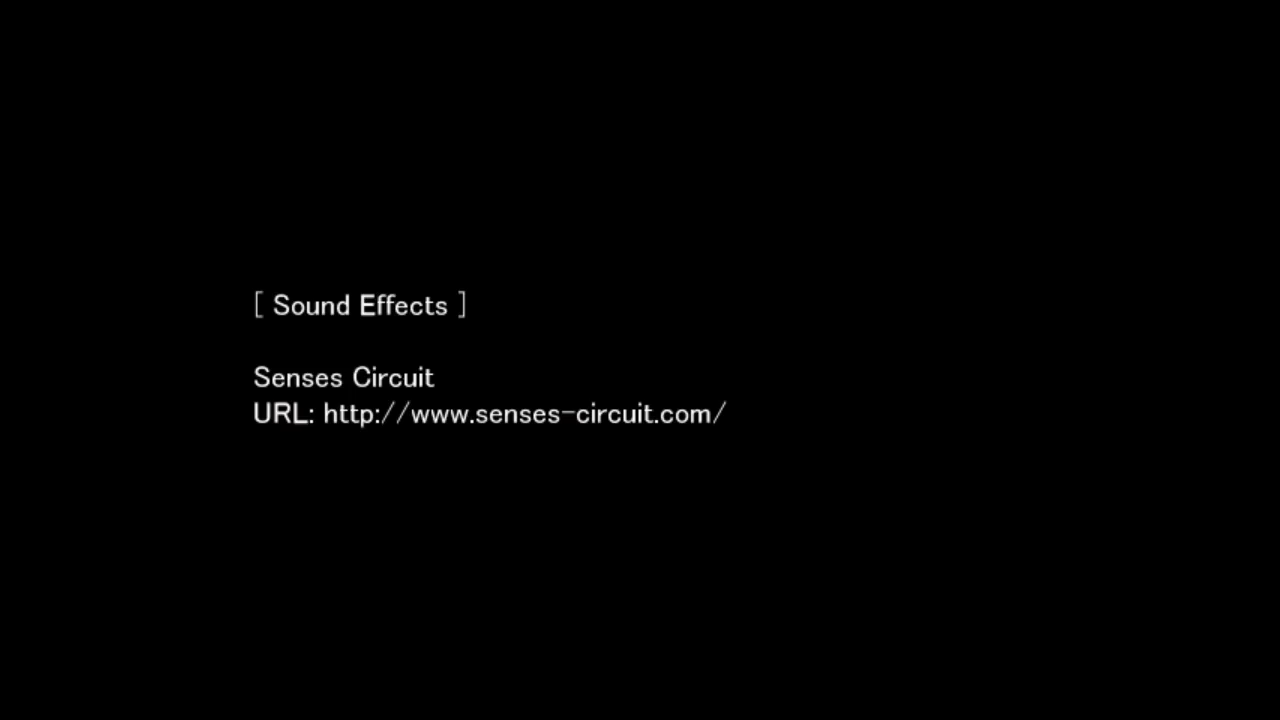 [ Sound Effects ]
Senses Circuit
URL: http://www.senses-circuit.com/